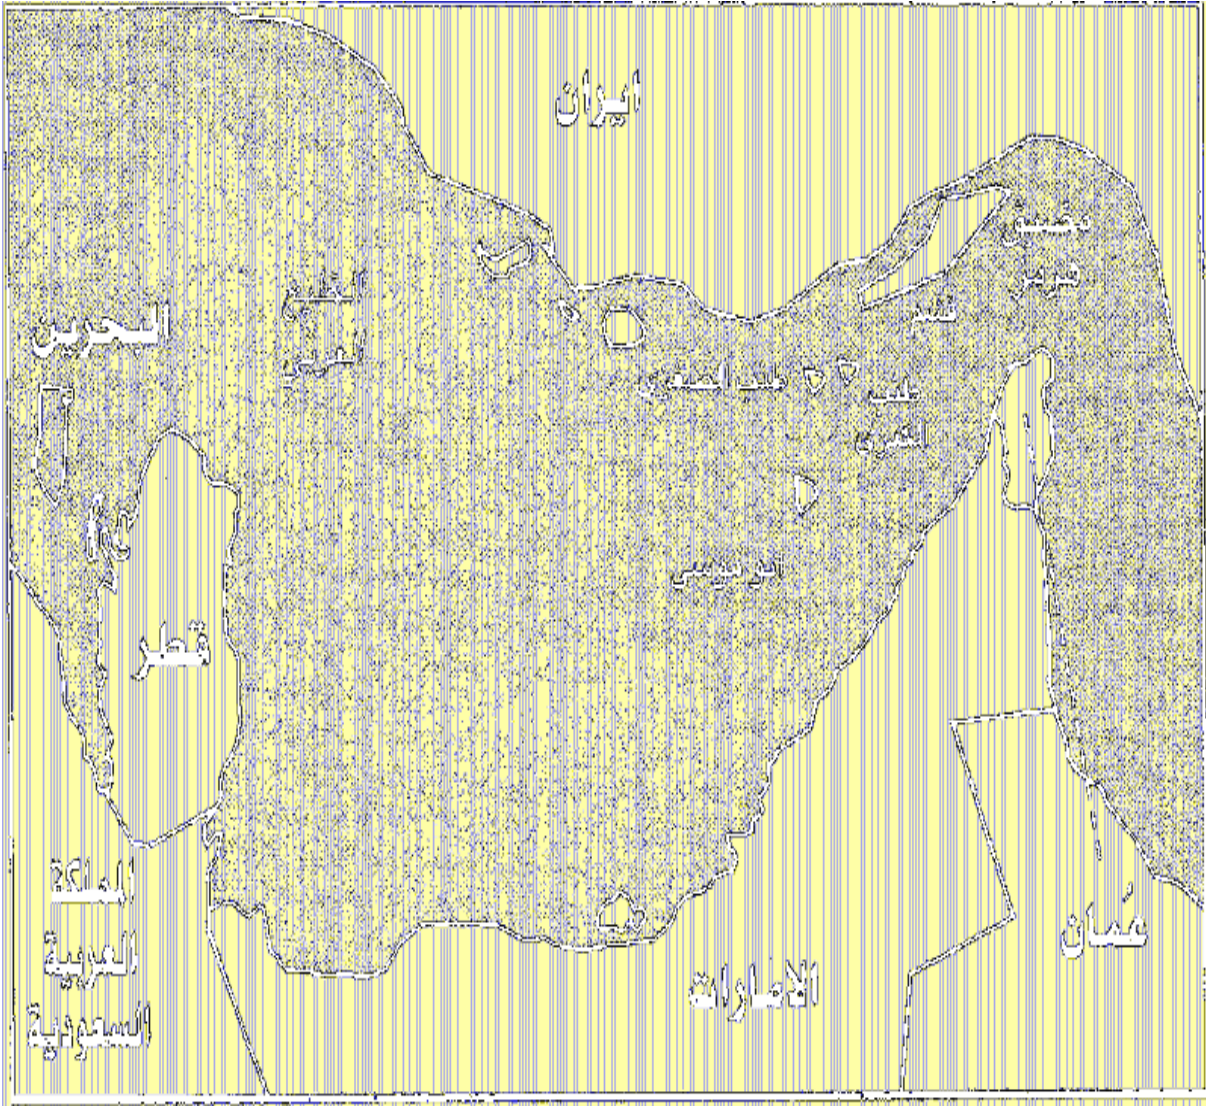 ايران
مضيق
هرمز
الخليج
العربي
البحرين
قشم
طنب الصغرى
طنب
الكبرى
ابو موسى
قطر
المملكة
العربية
السعودية
الامارات
عُمان